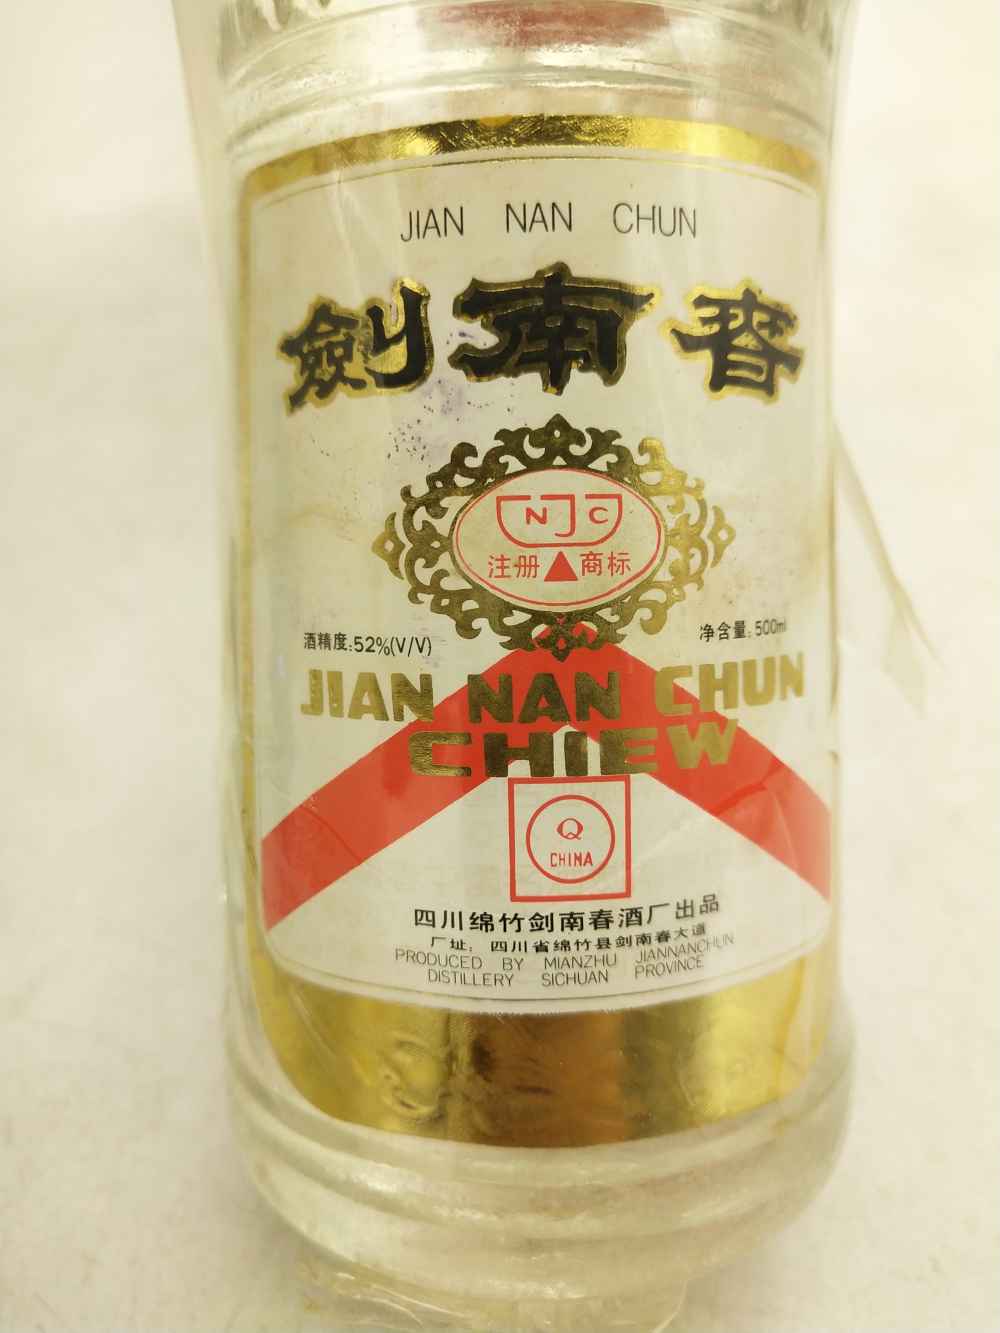 JIAN NAN CHUN
劍南春
NJC
注册▲商标
酒精度:52%(V/V)
净含量:500ml
JIAN NAN CHUN
CHIEW
Q
CHINA
四川绵竹剑南春酒厂出品
厂址:四川省绵竹县剑南春大道
PRODUCED BY MIANZHU JIANNANCHUN
DISTILLERY SICHUAN PROVINCE